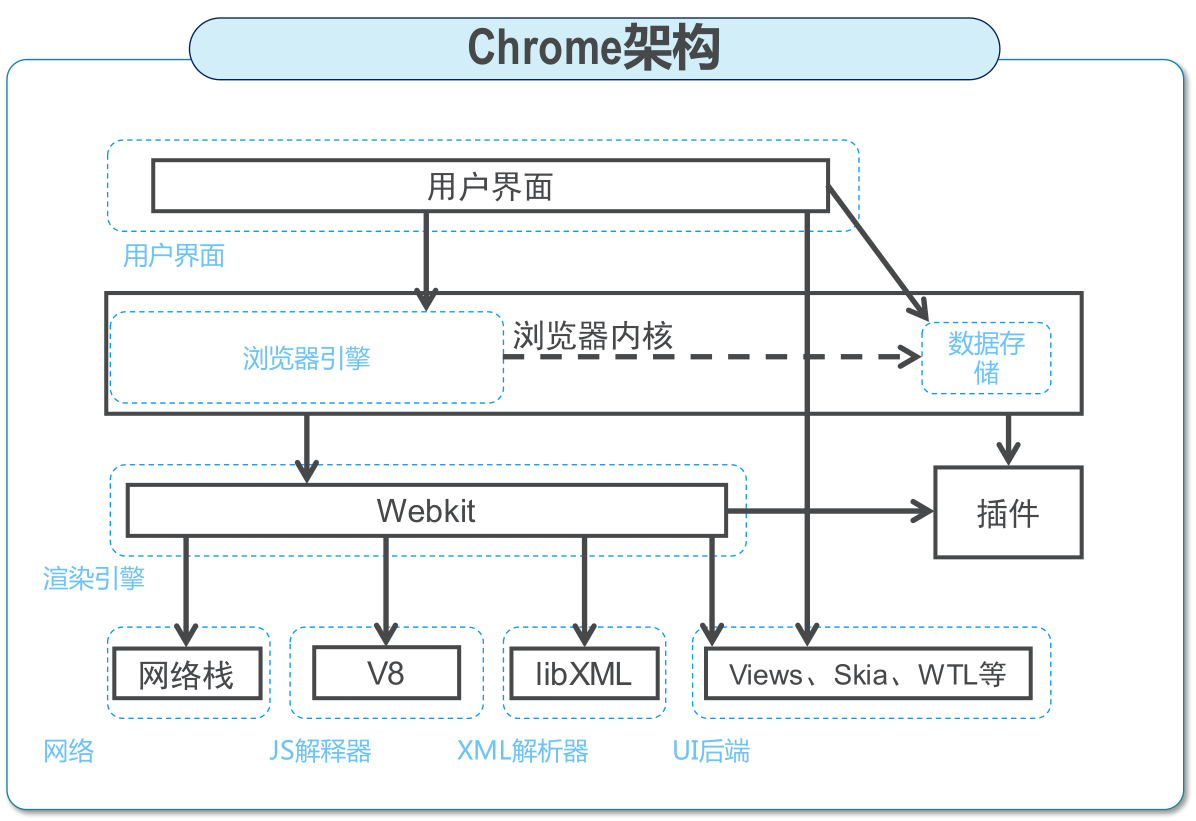 Chrome架构
用户界面
用户界面
浏览器内核
浏览器引擎
数据存
储
Webkit
插件
渲染引擎
网络栈
V8
libXML
Views、Skia、WTL等
网络
JS解释器
XML解析器
UI后端